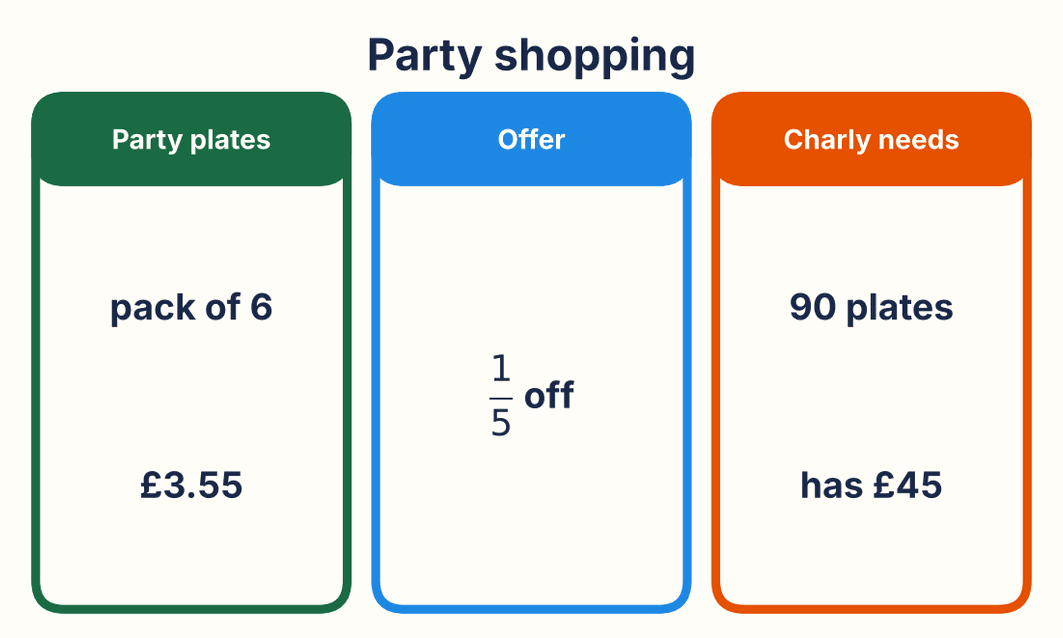 Party shopping
Party plates
pack of 6
£3.55
Offer
1/5 off
Charly needs
90 plates
has £45